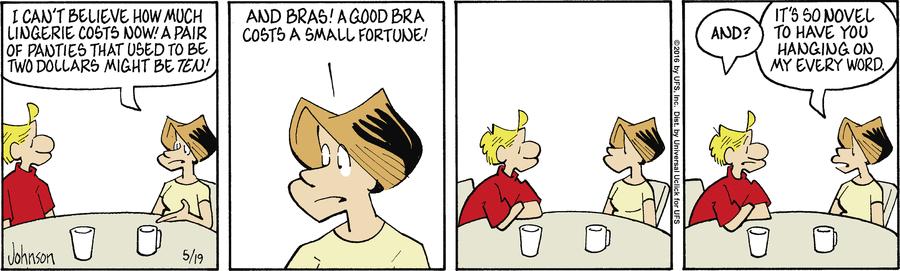 I CAN'T BELIEVE HOW MUCH
LINGERIE COSTS NOW! A PAIR
OF PANTIES THAT USED TO BE
TWO DOLLARS MIGHT BE TEN!
Johnson
5/19
AND BRAS! A GOOD BRA
COSTS A SMALL FORTUNE!
©2016 by UFS, Inc. Dist. by Universal Uclick for UFS
AND?
IT'S SO NOVEL
TO HAVE YOU
HANGING ON
MY EVERY WORD.